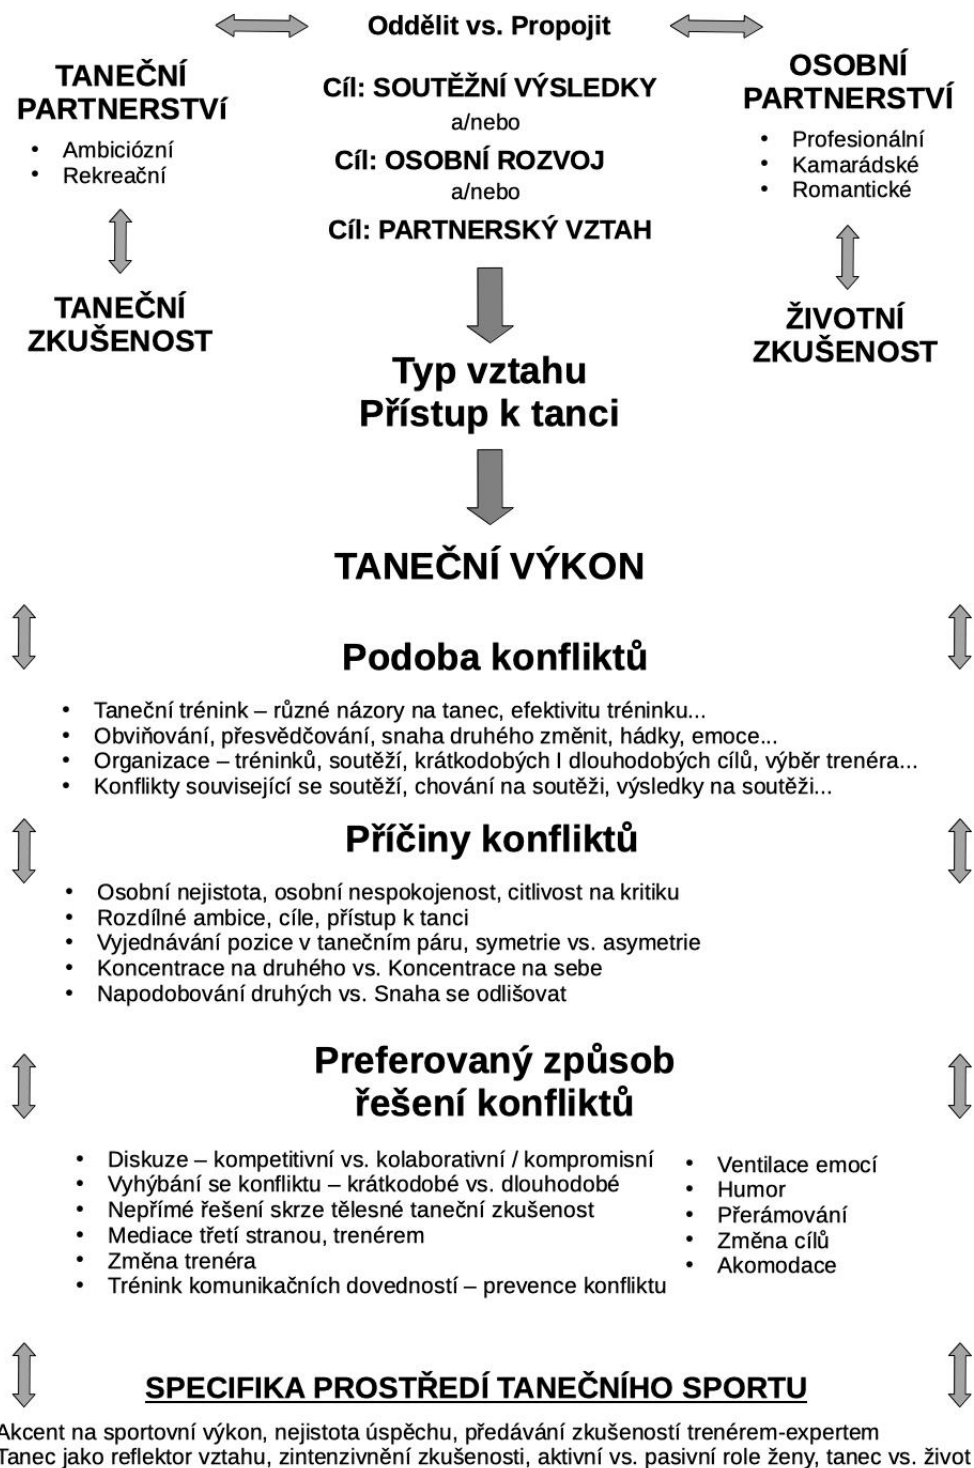 Oddělit vs. Propojit
TANEČNÍ
PARTNERSTVí
• Ambiciózní
• Rekreační
TANEČNÍ
ZKUŠENOST
Cíl: SOUTĚŽNÍ VÝSLEDKY
a/nebo
Cíl: OSOBNÍ ROZVOJ
a/nebo
Cíl: PARTNERSKÝ VZTAH
OSOBNÍ
PARTNERSTVÍ
• Profesionální
• Kamarádské
• Romantické
ŽIVOTNÍ
ZKUŠENOST
Typ vztahu
Přístup k tanci
TANEČNÍ VÝKON
Podoba konfliktů
• Taneční trénink – různé názory na tanec, efektivitu tréninku...
• Obviňování, přesvědčování, snaha druhého změnit, hádky, emoce...
• Organizace – tréninků, soutěží, krátkodobých I dlouhodobých cílů, výběr trenéra...
• Konflikty související se soutěží, chování na soutěži, výsledky na soutěži...
Příčiny konfliktů
• Osobní nejistota, osobní nespokojenost, citlivost na kritiku
• Rozdílné ambice, cíle, přístup k tanci
• Vyjednávání pozice v tanečním páru, symetrie vs. asymetrie
• Koncentrace na druhého vs. Koncentrace na sebe
• Napodobování druhých vs. Snaha se odlišovat
Preferovaný způsob
řešení konfliktů
• Diskuze – kompetitivní vs. kolaborativní / kompromisní
• Vyhýbání se konfliktu – krátkodobé vs. dlouhodobé
• Nepřímé řešení skrze tělesné taneční zkušenost
• Mediace třetí stranou, trenérem
• Změna trenéra
• Trénink komunikačních dovedností – prevence konfliktu
• Ventilace emocí
• Humor
• Přerámování
• Změna cílů
• Akomodace
SPECIFIKA PROSTŘEDÍ TANEČNÍHO SPORTU
Akcent na sportovní výkon, nejistota úspěchu, předávání zkušeností trenérem-expertem
Tanec jako reflektor vztahu, zintenzivnění zkušenosti, aktivní vs. pasivní role ženy, tanec vs. život